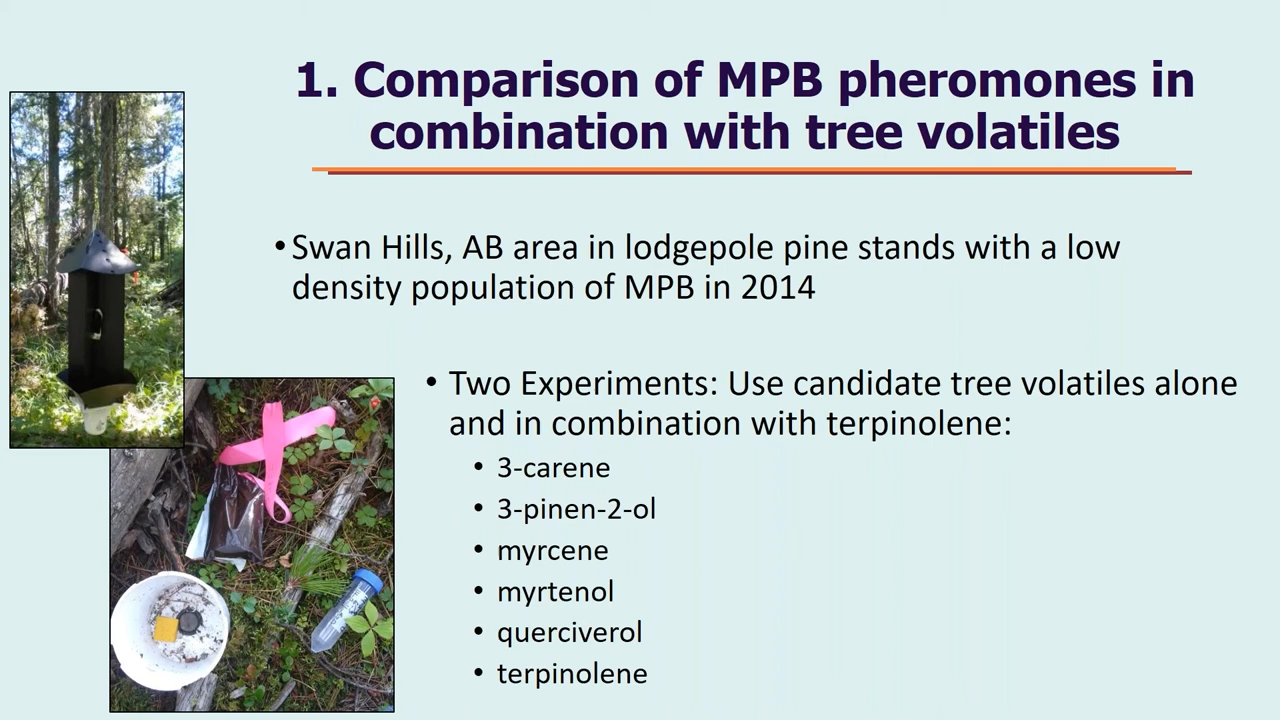 1. Comparison of MPB pheromones in
combination with tree volatiles
•Swan Hills, AB area in lodgepole pine stands with a low
density population of MPB in 2014
• Two Experiments: Use candidate tree volatiles alone
and in combination with terpinolene:
• 3-carene
• 3-pinen-2-ol
• myrcene
• myrtenol
• querciverol
• terpinolene